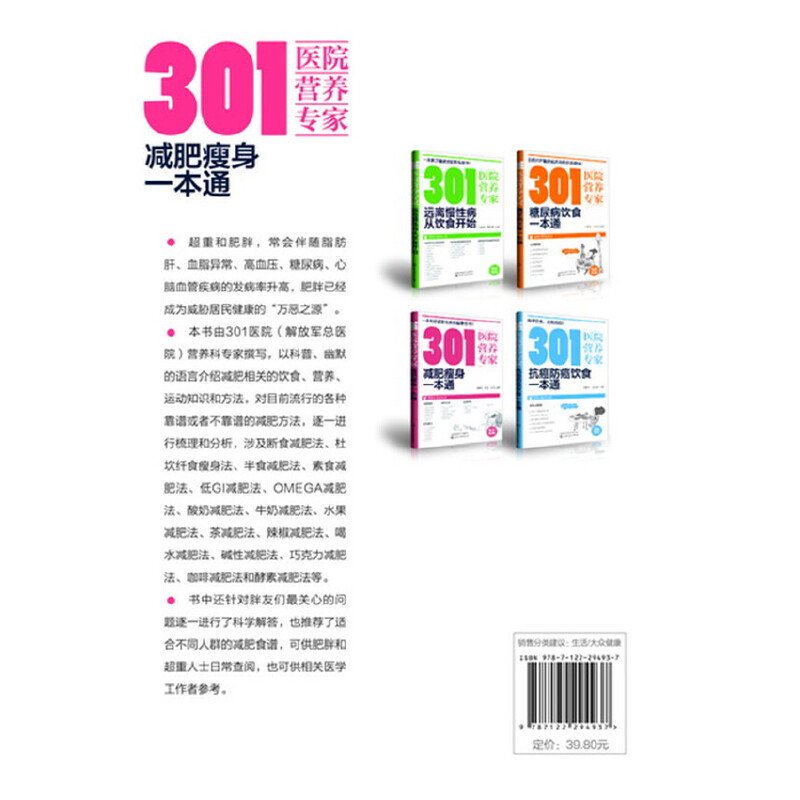 301
医院
营养
专家
减肥瘦身
一本通
● 超重和肥胖，常会伴随脂肪
肝、血脂异常、高血压、糖尿病、心
脑血管疾病的发病率升高，肥胖已经
成为威胁居民健康的“万恶之源”。
● 本书由301医院（解放军总医
院）营养科专家撰写，以科普、幽默
的语言介绍减肥相关的饮食、营养、
运动知识和方法，对目前流行的各种
靠谱或者不靠谱的减肥方法，逐一进
行梳理和分析，涉及断食减肥法、杜
坎纤食瘦身法、半食减肥法、素食减
肥法、低GI减肥法、OMEGA减肥
法、酸奶减肥法、牛奶减肥法、水果
减肥法、茶减肥法、辣椒减肥法、喝
水减肥法、碱性减肥法、巧克力减肥
法、咖啡减肥法和酵素减肥法等。
● 书中还针对胖友们最关心的问
题逐一进行了科学解答，也推荐了适
合不同人群的减肥食谱，可供肥胖和
超重人士日常查阅，也可供相关医学
工作者参考。
301
医院
营养
专家
远离慢性病
从饮食开始
301
医院
营养
专家
糖尿病饮食
一本通
301
医院
营养
专家
减肥瘦身
一本通
301
医院
营养
专家
抗癌防癌饮食
一本通
销售分类建议：生活/大众健康
ISBN 978-7-122-29493-7
9 787122 294937 >
定价：39.80元